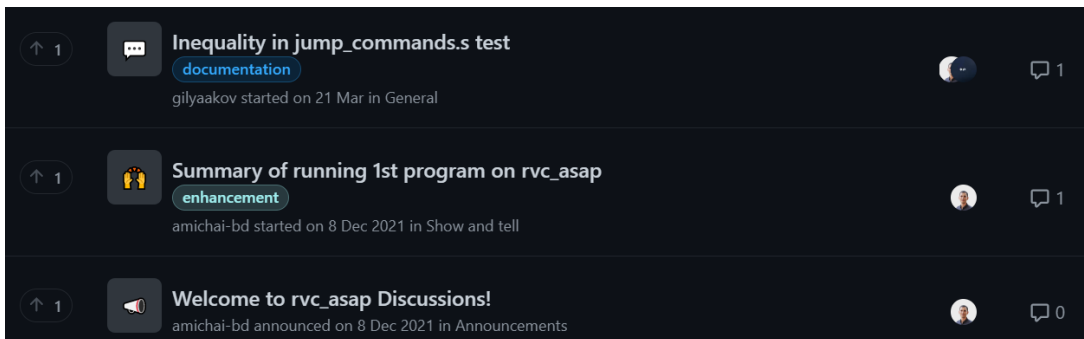 1
Inequality in jump_commands.s test
documentation
gilyaakov started on 21 Mar in General
1
1
Summary of running 1st program on rvc_asap
enhancement
amichai-bd started on 8 Dec 2021 in Show and tell
1
1
Welcome to rvc_asap Discussions!
amichai-bd announced on 8 Dec 2021 in Announcements
0